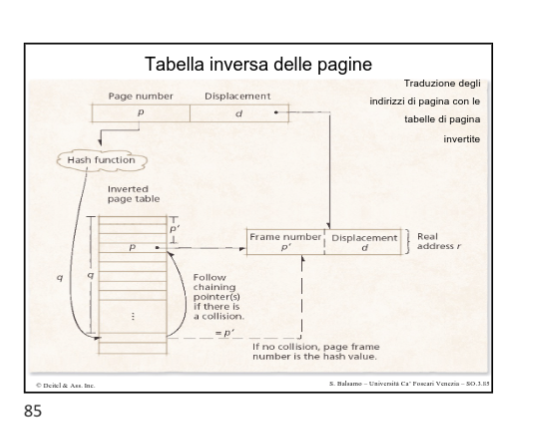 Tabella inversa delle pagine
Traduzione degli
indirizzi di pagina con le
tabelle di pagina
invertite
Page number Displacement
p d
Hash function
Inverted
page table
p'
p
q q
Frame number Displacement
p' d
Real
address r
Follow
chaining
pointer(s)
if there is
a collision.
= p'
⋮
If no collision, page frame
number is the hash value.
© Deitel & Ass. Inc.
S. Balsamo – Università Ca' Foscari Venezia – SO.3.85
85